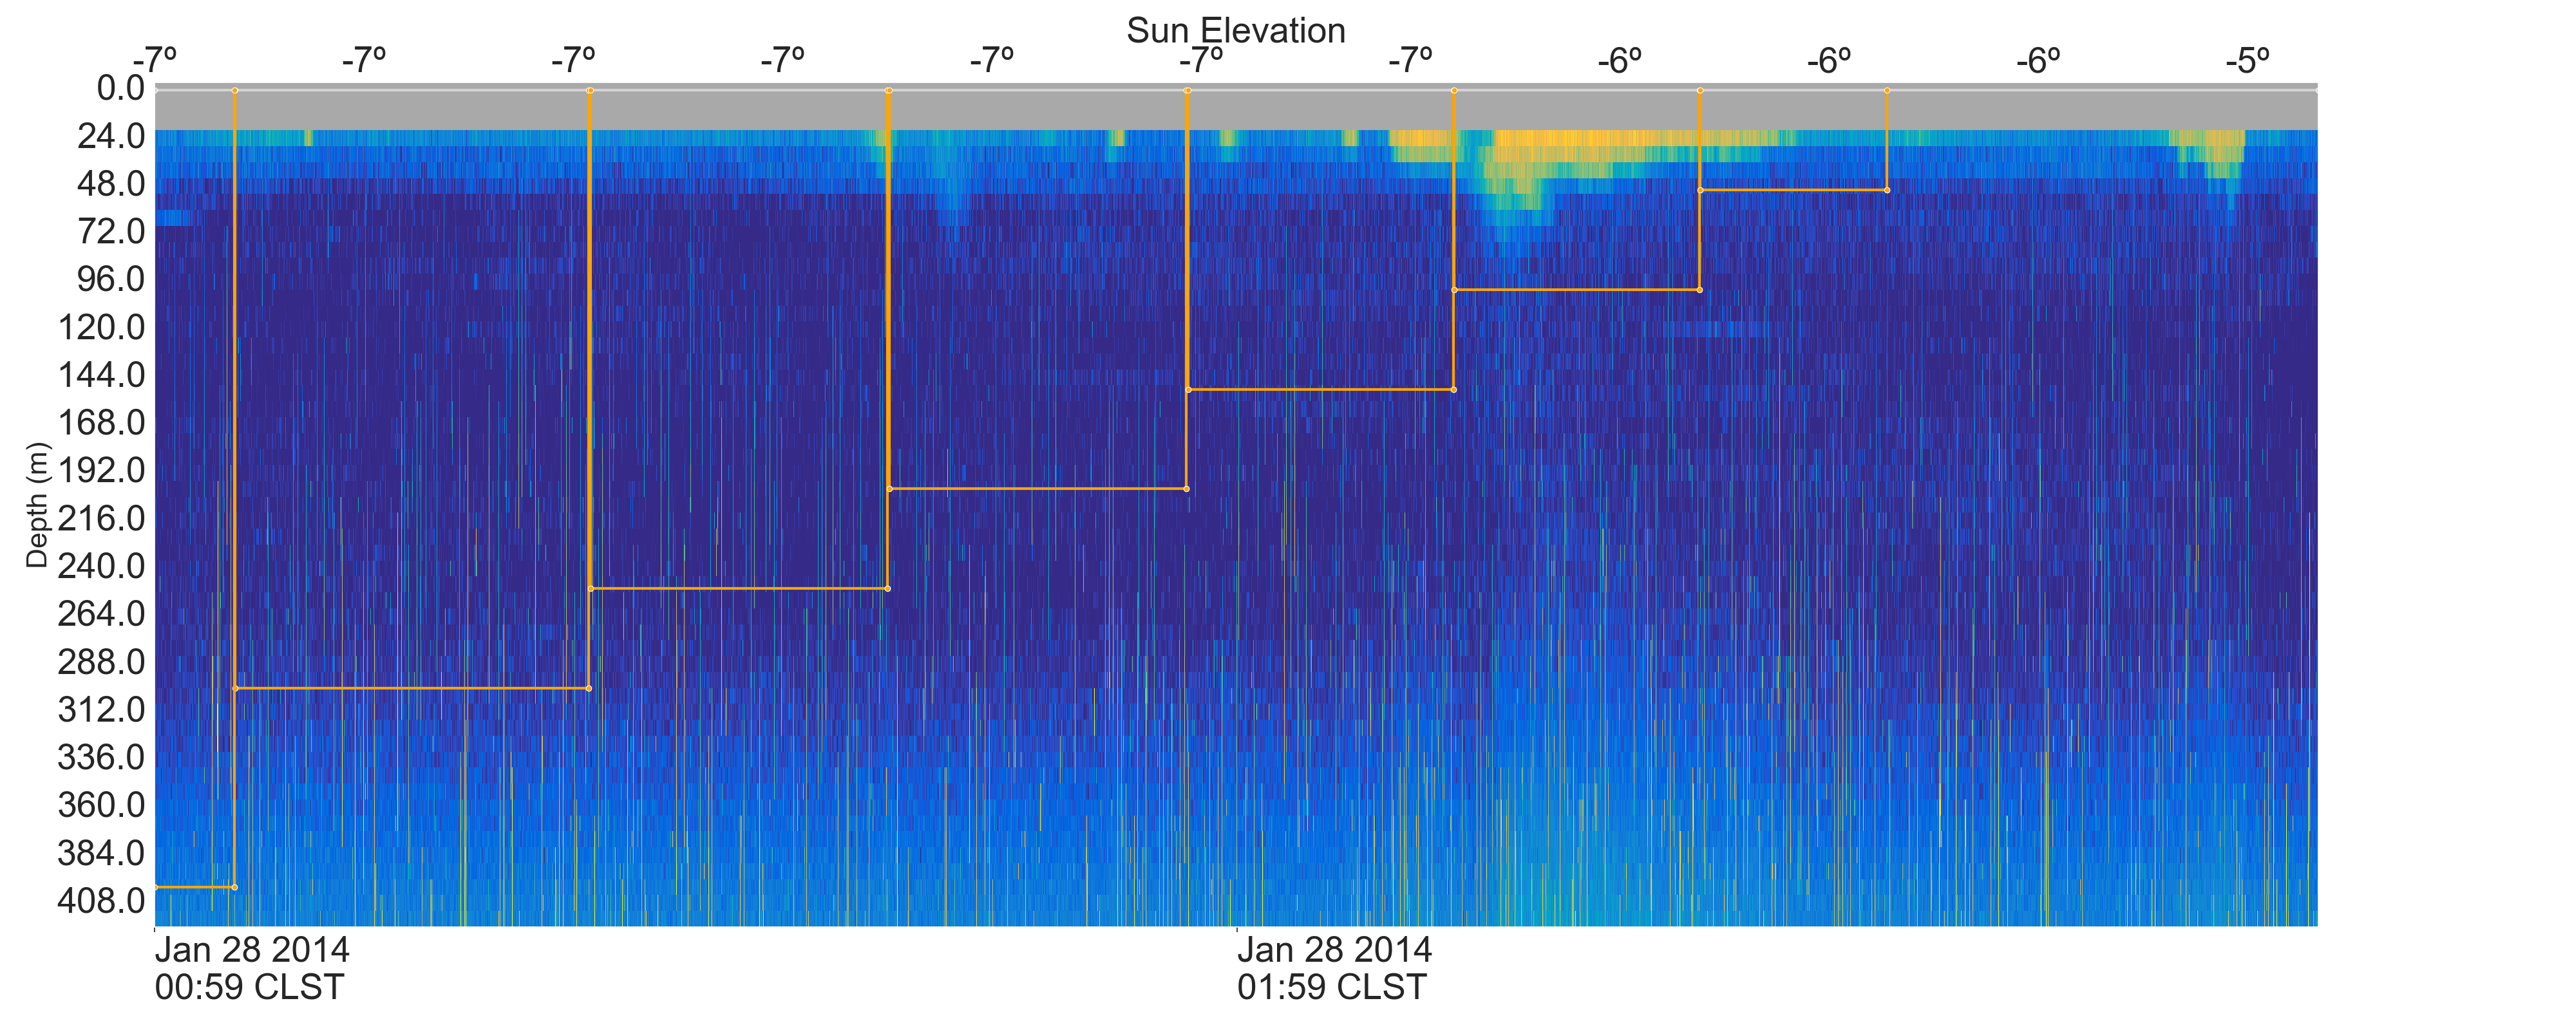 Sun Elevation
-7º -7º -7º -7º -7º -7º -7º -6º -6º -6º -5º
0.0
24.0
48.0
72.0
96.0
120.0
144.0
168.0
192.0
216.0
240.0
264.0
288.0
312.0
336.0
360.0
384.0
408.0
Depth (m)
Jan 28 2014
00:59 CLST
Jan 28 2014
01:59 CLST